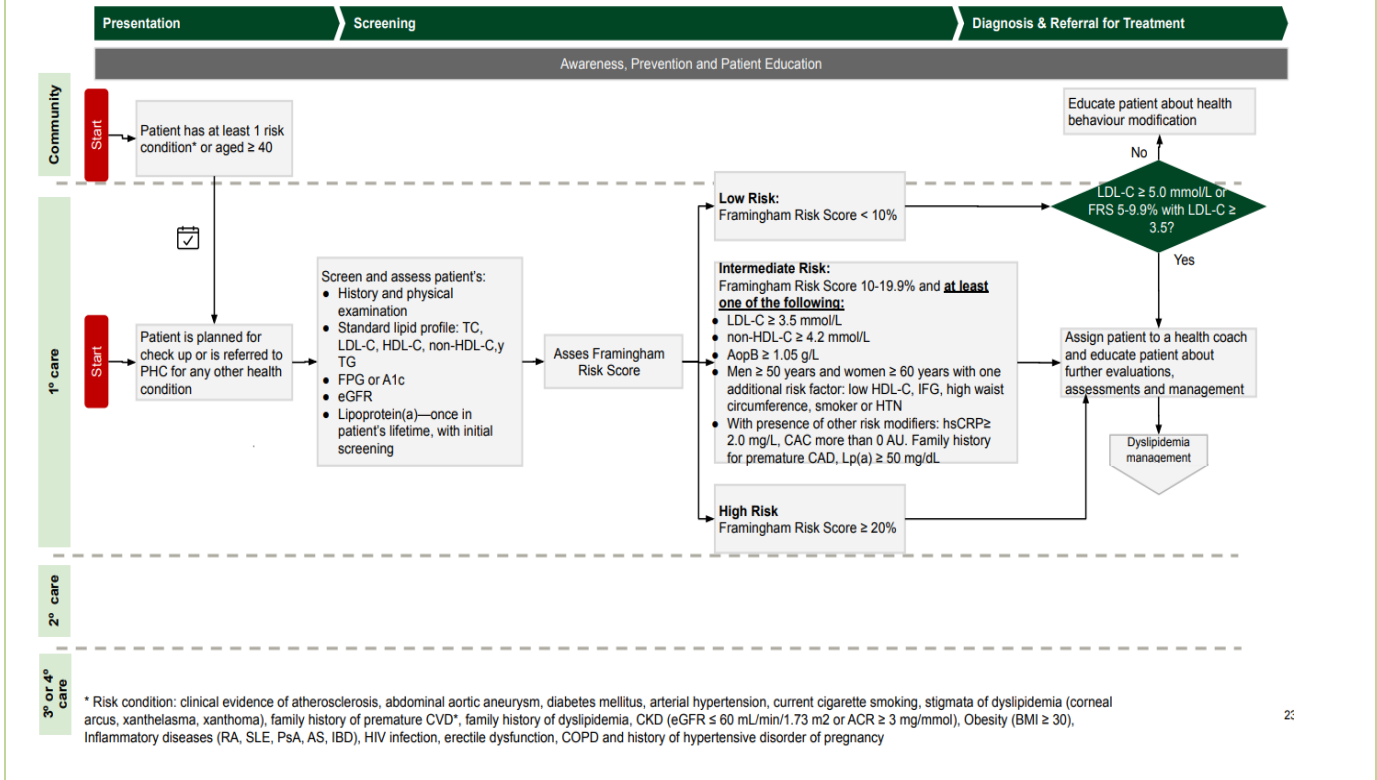 Presentation
Screening
Diagnosis & Referral for Treatment
Awareness, Prevention and Patient Education
Community
Start
Patient has at least 1 risk
condition* or aged ≥ 40
Educate patient about health
behaviour modification
No
LDL-C ≥ 5.0 mmol/L or
FRS 5-9.9% with LDL-C ≥
3.5?
Yes
1º care
Start
Patient is planned for
check up or is referred to
PHC for any other health
condition
Screen and assess patient's:
● History and physical
examination
● Standard lipid profile: TC,
LDL-C, HDL-C, non-HDL-C,y
TG
● FPG or A1c
● eGFR
● Lipoprotein(a)—once in
patient's lifetime, with initial
screening
Asses Framingham
Risk Score
Low Risk:
Framingham Risk Score < 10%
Intermediate Risk:
Framingham Risk Score 10-19.9% and at least
one of the following:
● LDL-C ≥ 3.5 mmol/L
● non-HDL-C ≥ 4.2 mmol/L
● AopB ≥ 1.05 g/L
● Men ≥ 50 years and women ≥ 60 years with one
additional risk factor: low HDL-C, IFG, high waist
circumference, smoker or HTN
● With presence of other risk modifiers: hsCRP≥
2.0 mg/L, CAC more than 0 AU. Family history
for premature CAD, Lp(a) ≥ 50 mg/dL
High Risk
Framingham Risk Score ≥ 20%
Assign patient to a health coach
and educate patient about
further evaluations,
assessments and management
Dyslipidemia
management
2º care
3º or 4º
care
* Risk condition: clinical evidence of atherosclerosis, abdominal aortic aneurysm, diabetes mellitus, arterial hypertension, current cigarette smoking, stigmata of dyslipidemia (corneal
arcus, xanthelasma, xanthoma), family history of premature CVD*, family history of dyslipidemia, CKD (eGFR ≤ 60 mL/min/1.73 m2 or ACR ≥ 3 mg/mmol), Obesity (BMI ≥ 30),
Inflammatory diseases (RA, SLE, PsA, AS, IBD), HIV infection, erectile dysfunction, COPD and history of hypertensive disorder of pregnancy